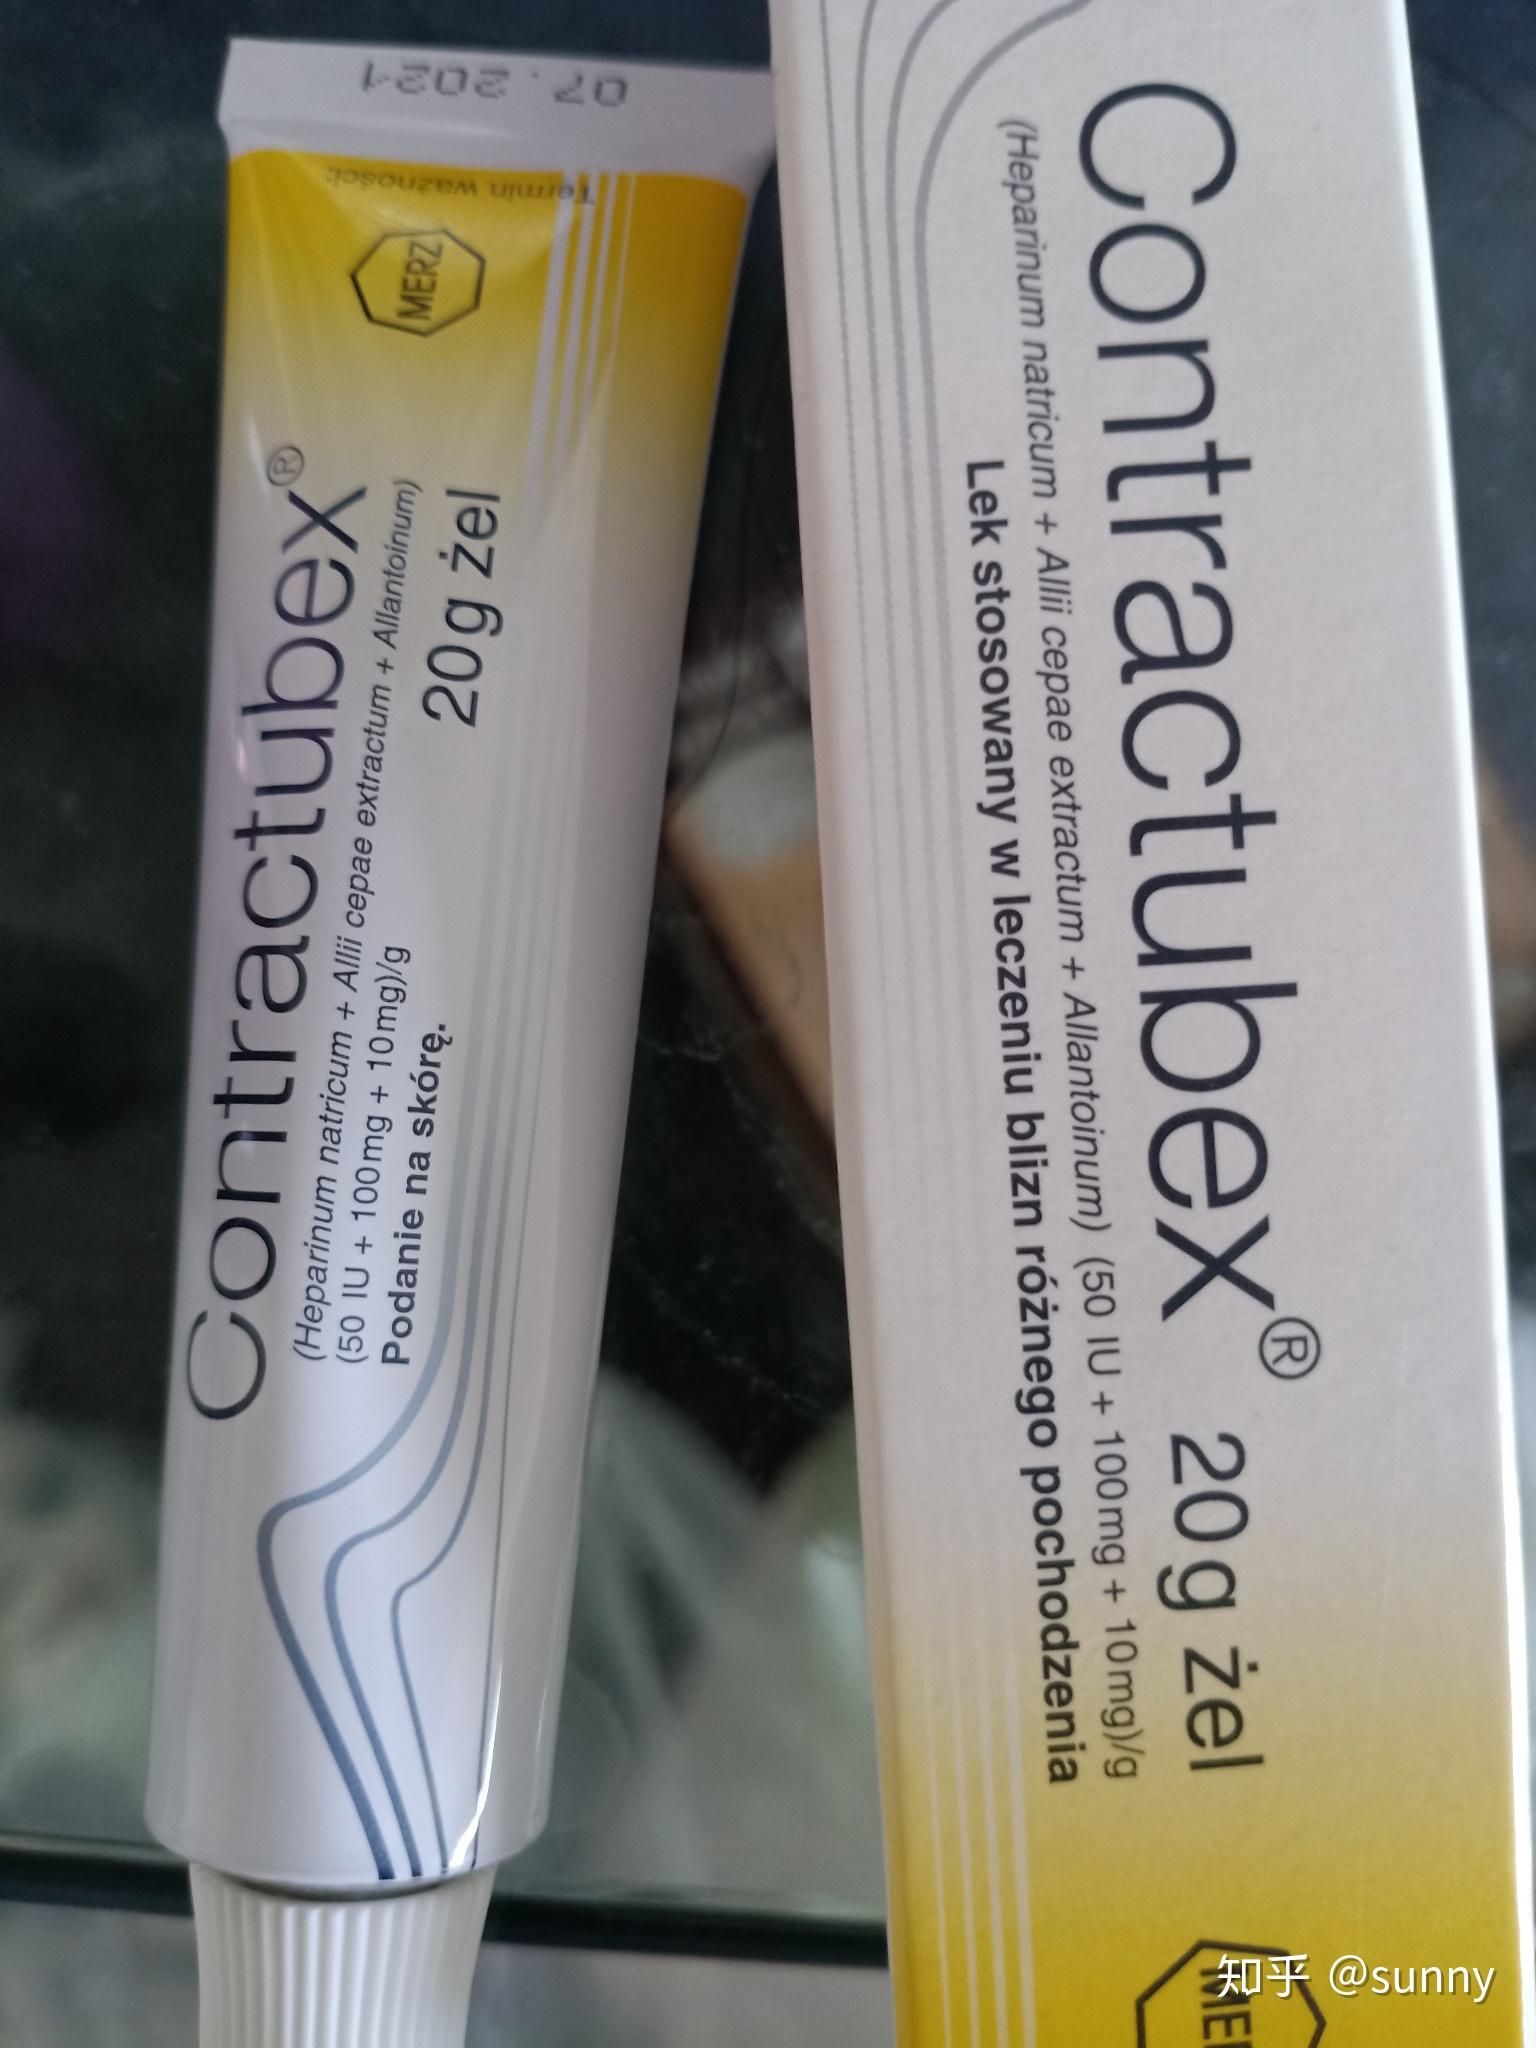 07.2021
Termin ważności:
MERZ
Contractubex®
(Heparinum natricum + Allii cepae extractum + Allantoinum)
(50 IU + 100mg + 10mg)/g
20g żel
Podanie na skórę.
Contractubex® 20g żel
(Heparinum natricum + Allii cepae extractum + Allantoinum) (50 IU + 100mg + 10mg)/g
Lek stosowany w leczeniu blizn różnego pochodzenia
知乎 @sunny